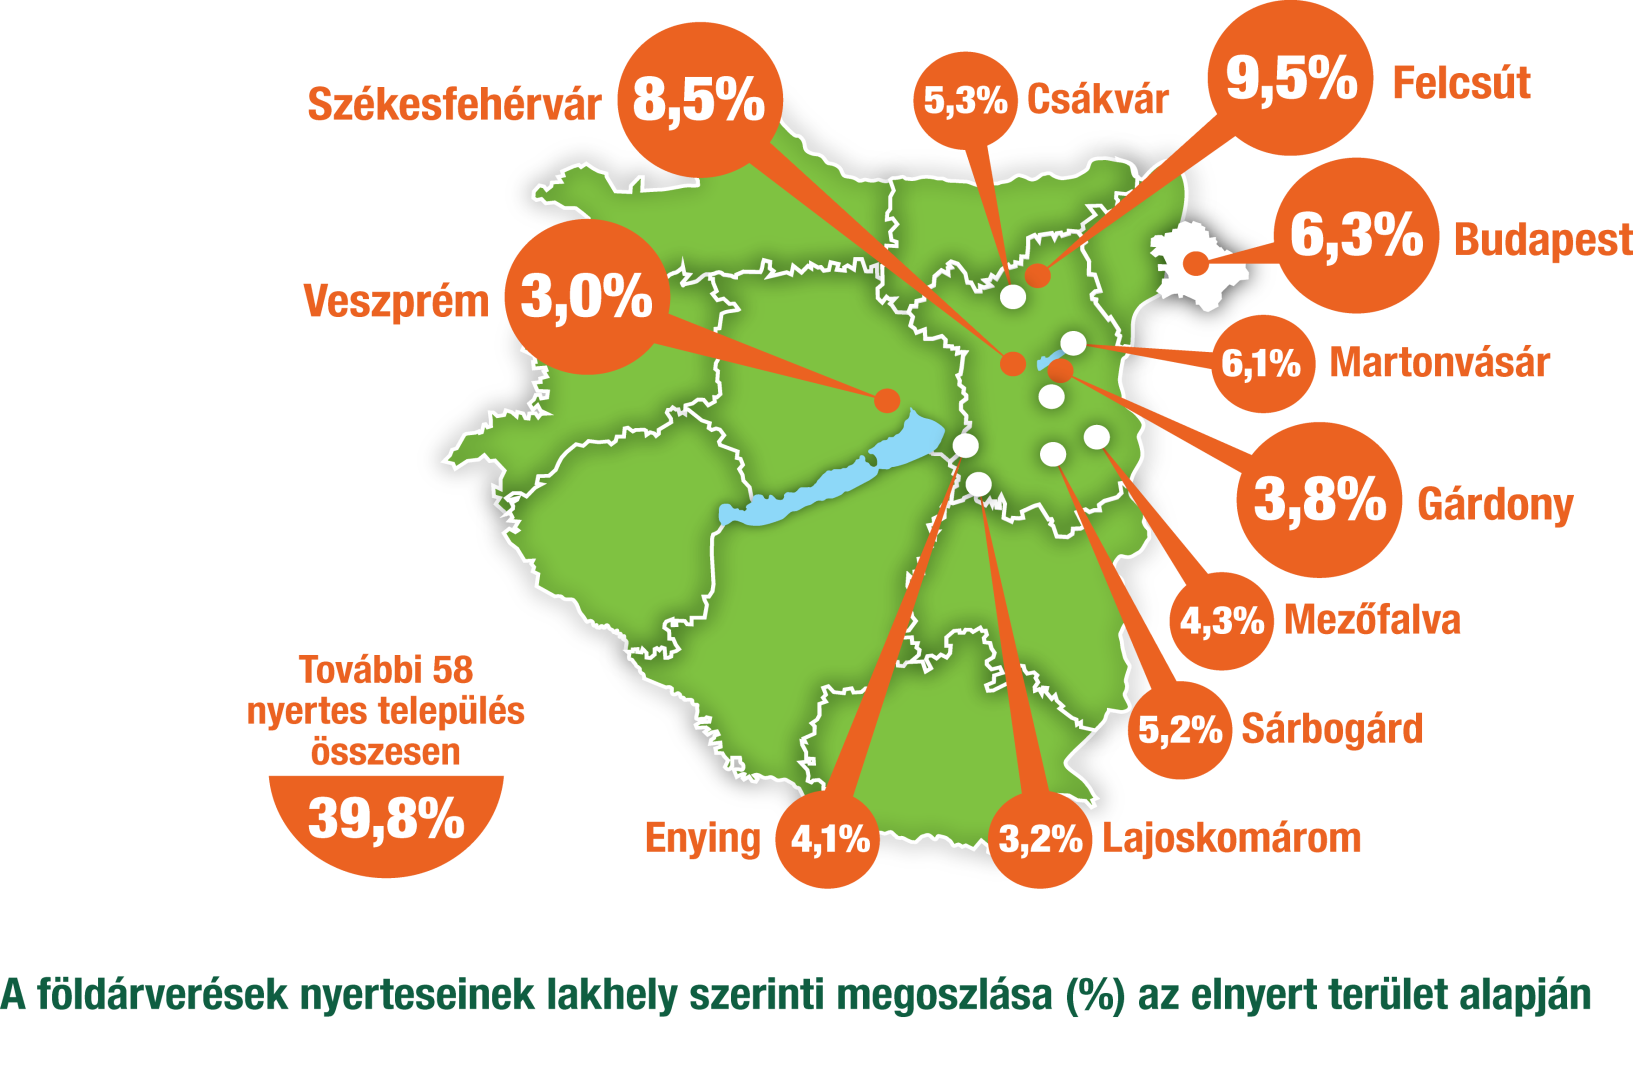 Székesfehérvár
8,5%
5,3%
Csákvár
9,5%
Felcsút
6,3%
Budapest
Veszprém
3,0%
6,1%
Martonvásár
3,8%
Gárdony
4,3%
Mezőfalva
További 58
nyertes település
összesen
39,8%
5,2%
Sárbogárd
Enying
4,1%
3,2%
Lajoskomárom
A földárverések nyerteseinek lakhely szerinti megoszlása (%) az elnyert terület alapján